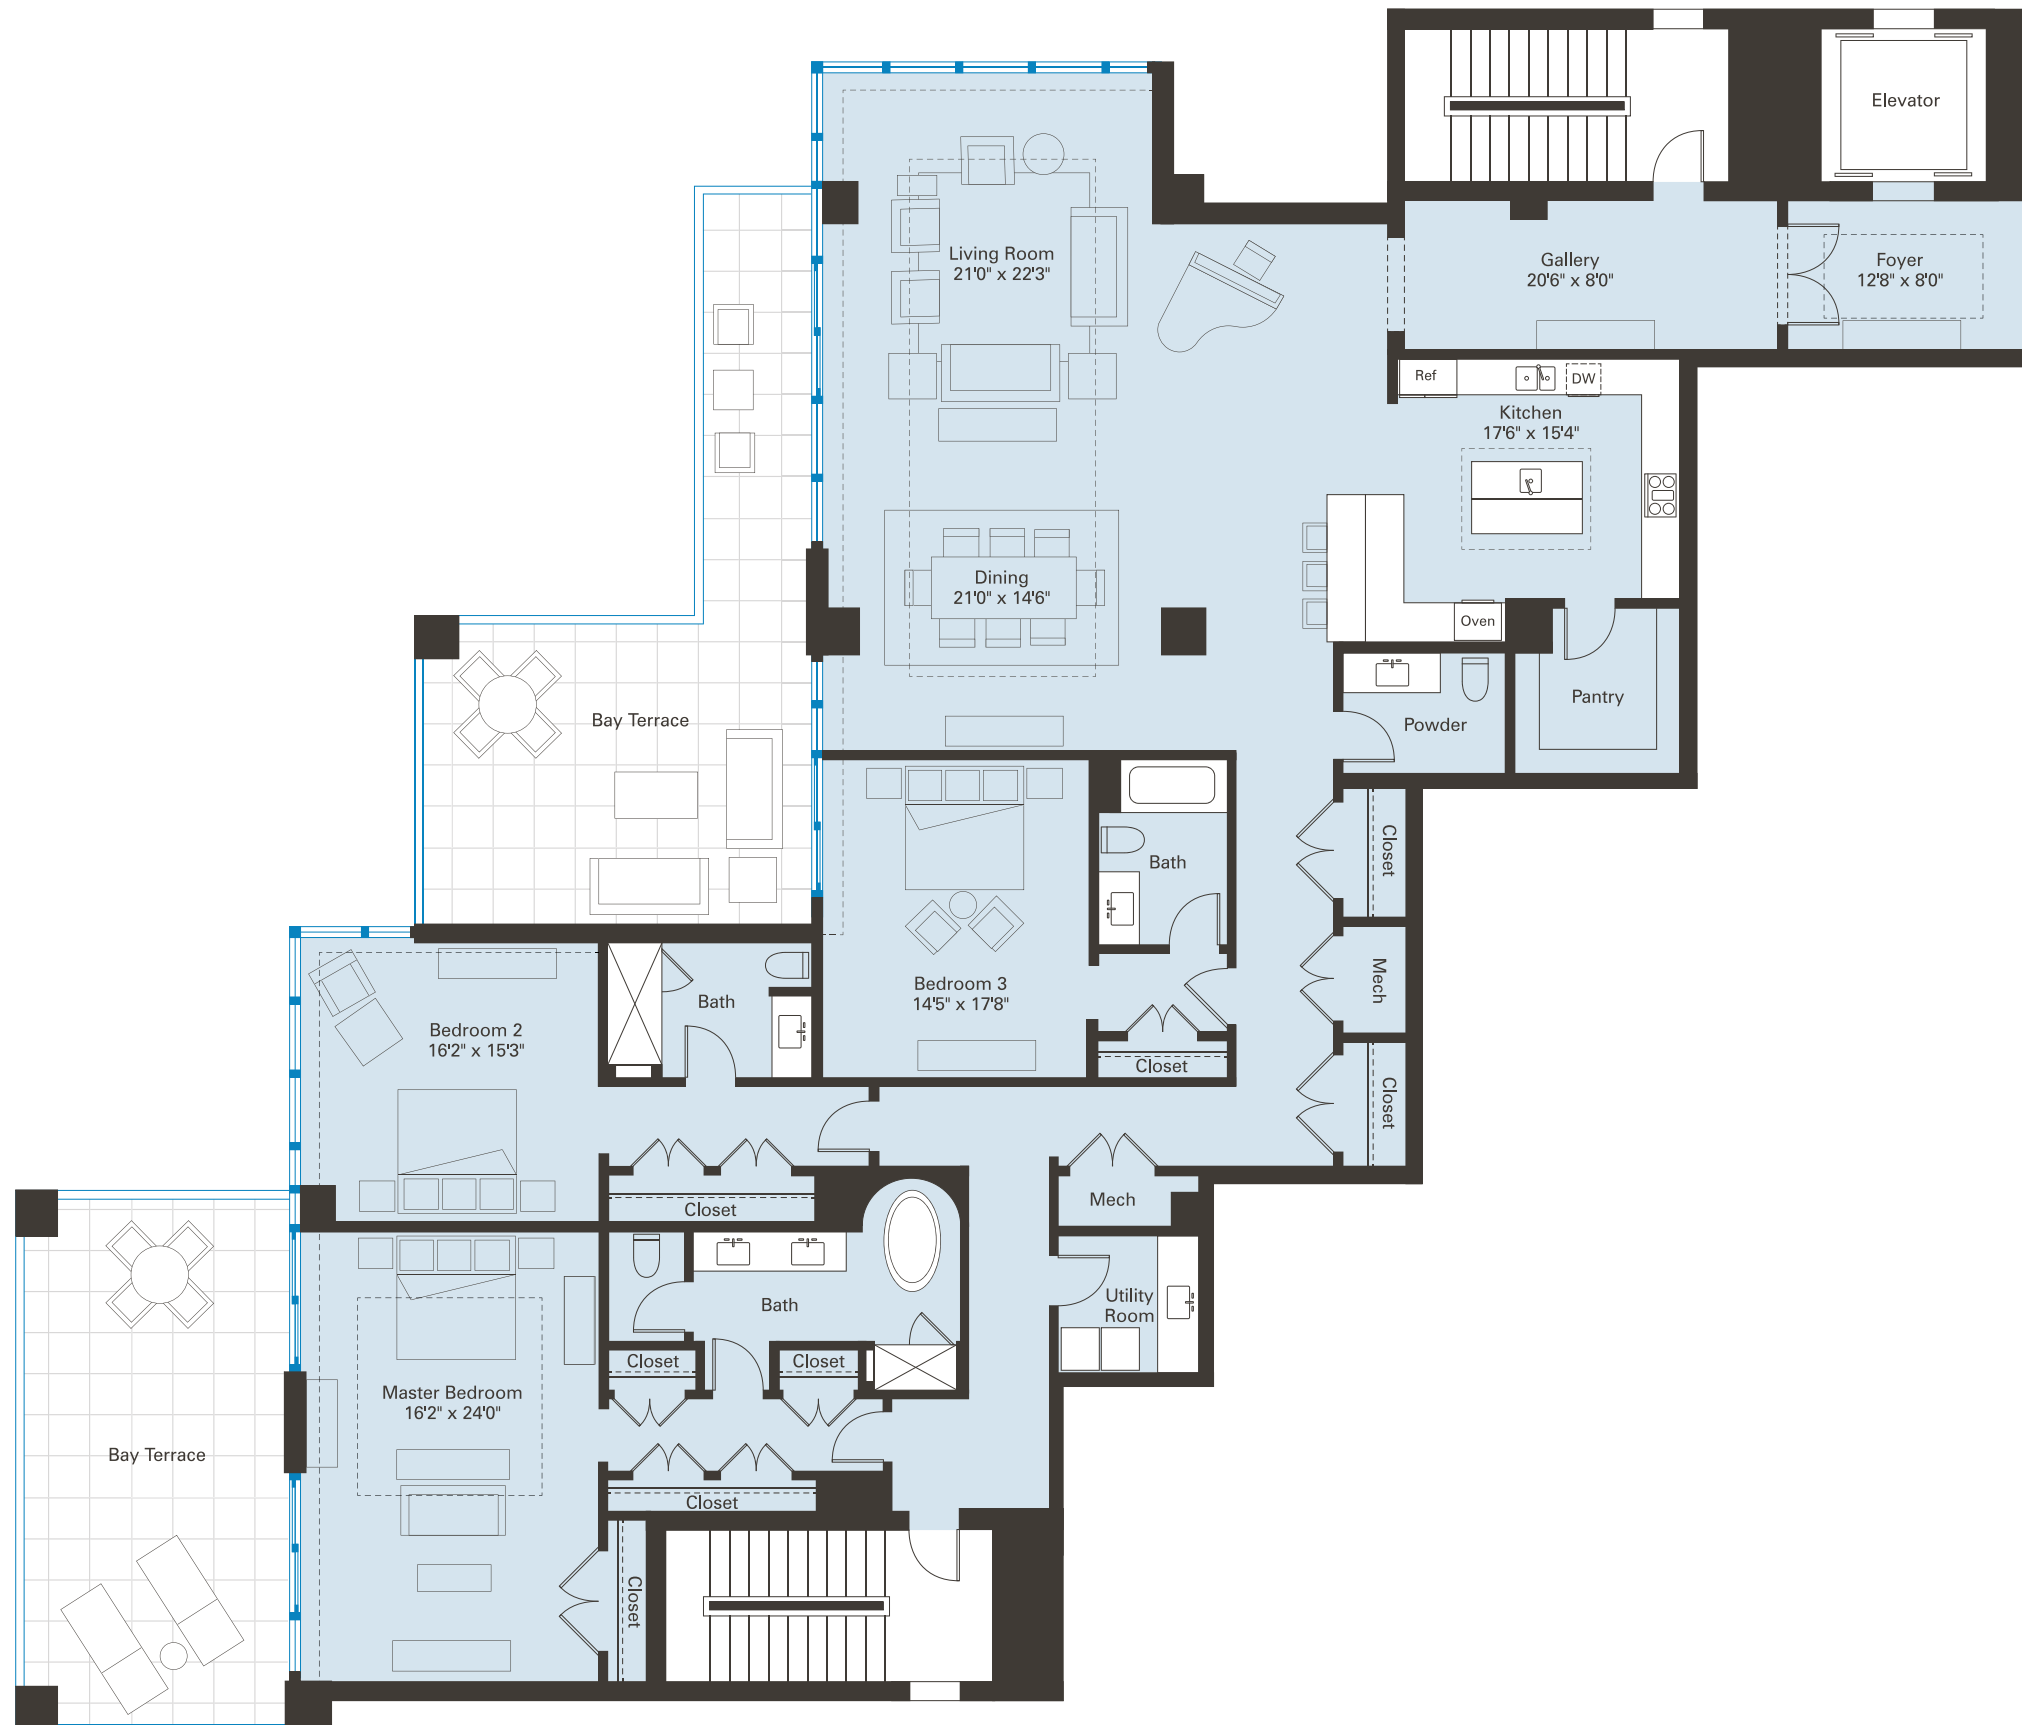 Elevator
Living Room
21'0" x 22'3"
Gallery
20'6" x 8'0"
Foyer
12'8" x 8'0"
Ref
DW
Kitchen
17'6" x 15'4"
Dining
21'0" x 14'6"
Oven
Bay Terrace
Powder
Pantry
Closet
Bath
Mech
Bedroom 3
14'5" x 17'8"
Bath
Bedroom 2
16'2" x 15'3"
Closet
Closet
Mech
Closet
Bath
Utility
Room
Closet
Closet
Master Bedroom
16'2" x 24'0"
Bay Terrace
Closet
Closet